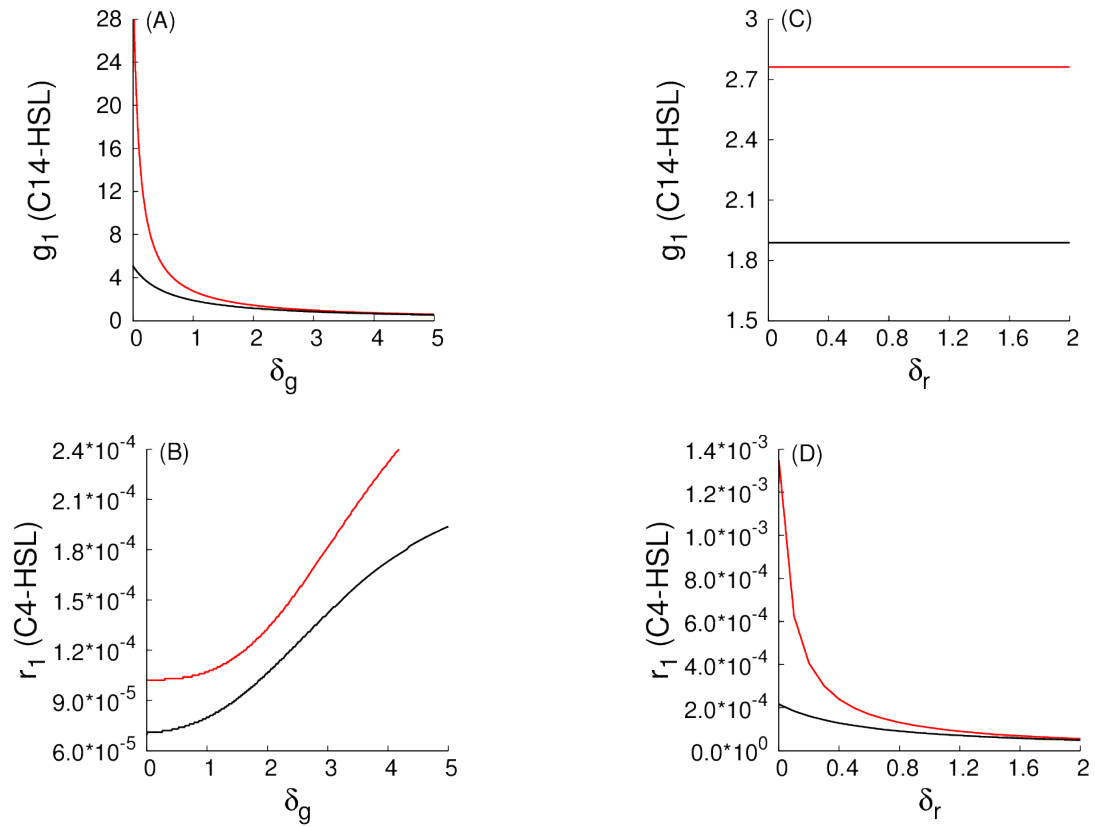 (A)
g1 (C14-HSL)
28
24
20
16
12
8
4
0
0 1 2 3 4 5
δg
(C)
g1 (C14-HSL)
3
2.7
2.4
2.1
1.8
1.5
0 0.4 0.8 1.2 1.6 2
δr
(B)
r1 (C4-HSL)
2.4*10-4
2.1*10-4
1.8*10-4
1.5*10-4
1.2*10-4
9.0*10-5
6.0*10-5
0 1 2 3 4 5
δg
(D)
r1 (C4-HSL)
1.4*10-3
1.2*10-3
1.0*10-3
8.0*10-4
6.0*10-4
4.0*10-4
2.0*10-4
0.0*100
0 0.4 0.8 1.2 1.6 2
δr